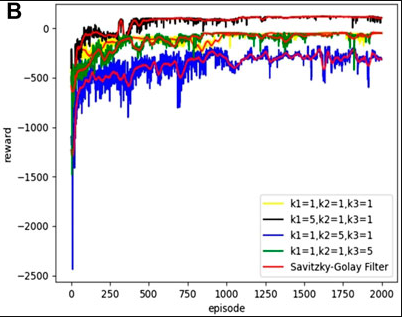 B
0
−500
−1000
−1500
−2000
−2500
reward
k1=1,k2=1,k3=1
k1=5,k2=1,k3=1
k1=1,k2=5,k3=1
k1=1,k2=1,k3=5
Savitzky-Golay Filter
0 250 500 750 1000 1250 1500 1750 2000
episode